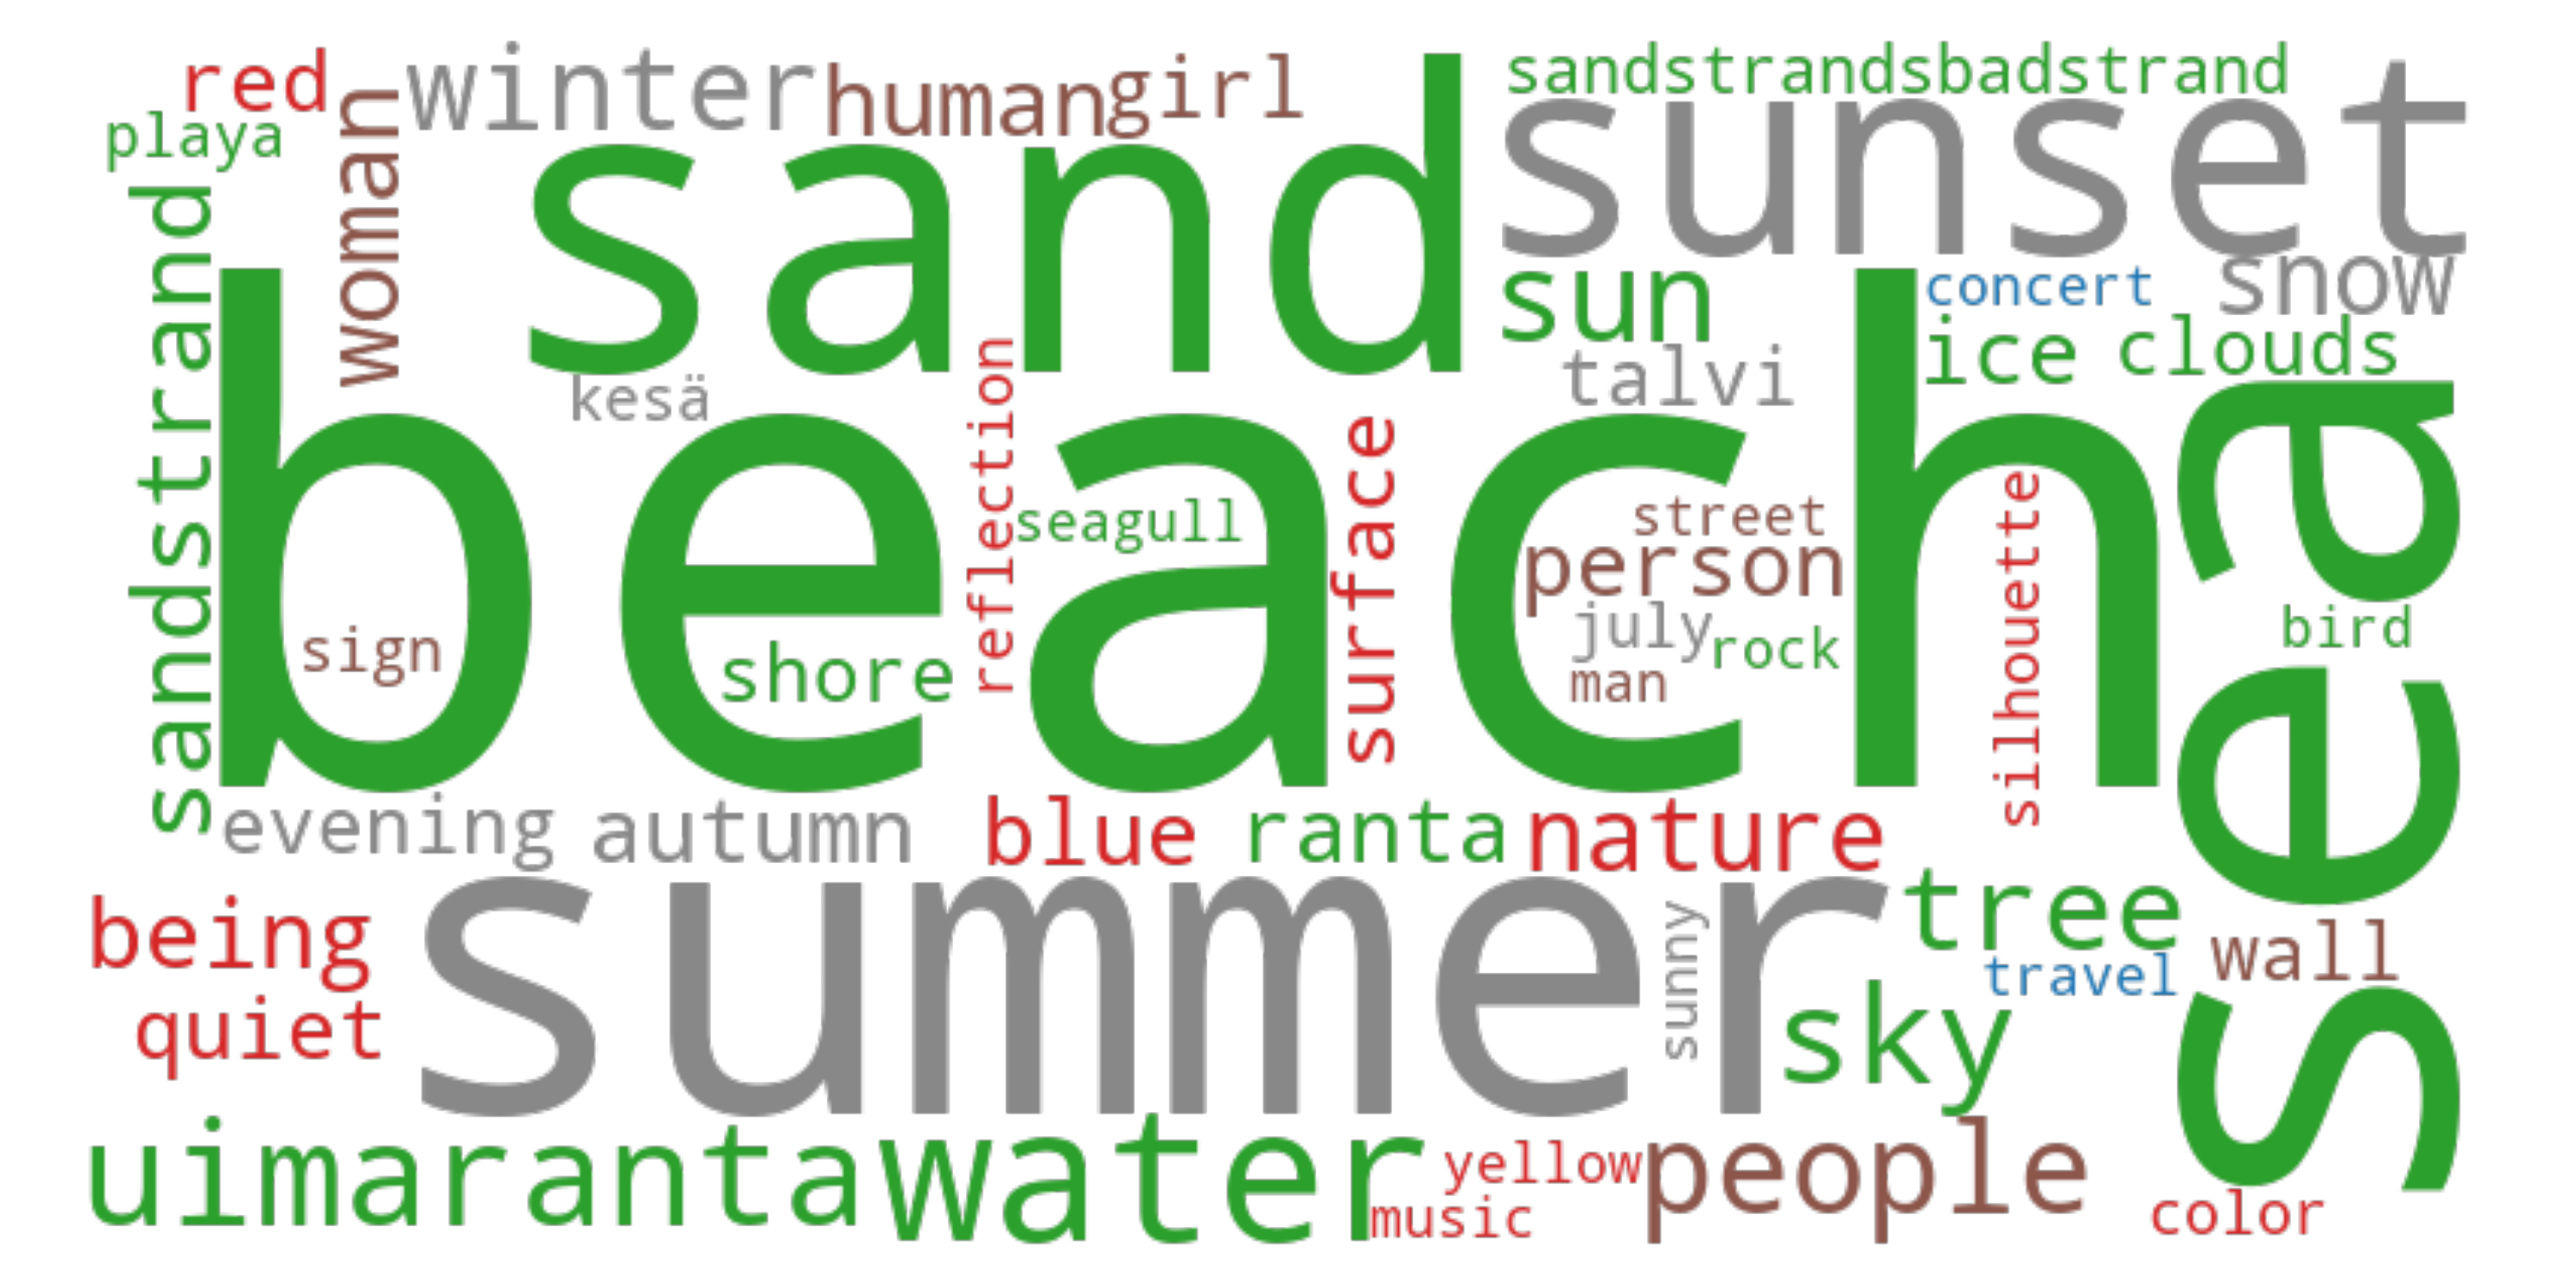 red
winter
human
girl
sandstrandsbadstrand
playa
woman
sand
sunset
sandstrand
sun
concert
snow
ice
clouds
kesä
talvi
beach
reflection
seagull
surface
street
person
silhouette
sea
sign
shore
july
rock
man
bird
evening
autumn
blue
ranta
nature
being
summer
sunny
tree
wall
travel
quiet
sky
uimaranta
water
yellow
people
music
color